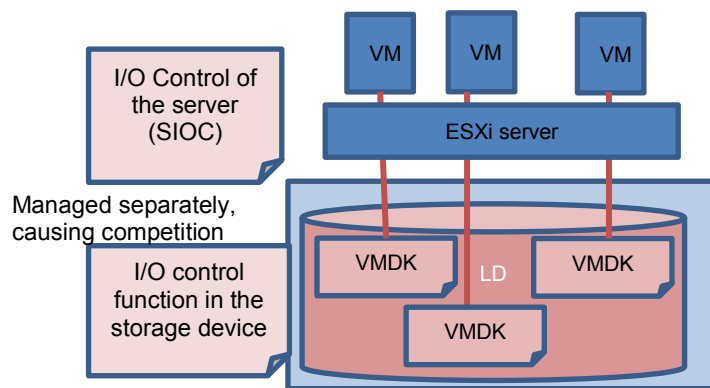 VM
VM
VM
I/O Control of
the server
(SIOC)
ESXi server
Managed separately,
causing competition
VMDK
LD
VMDK
I/O control
function in the
storage device
VMDK